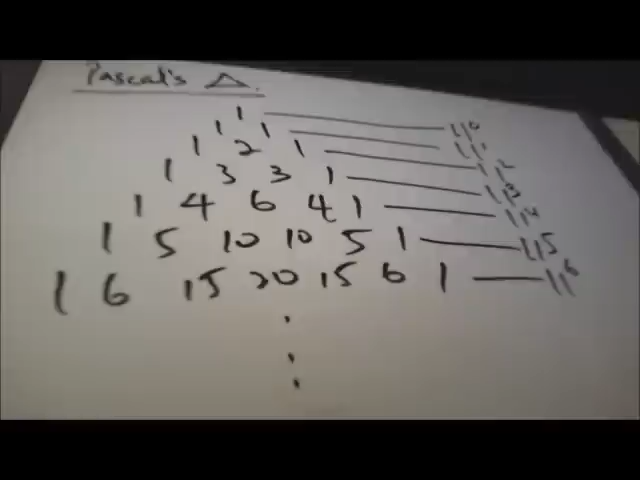 Pascal's Δ.
1 11⁰
1 1 11¹
1 2 1 11²
1 3 3 1 11³
1 4 6 4 1 11⁴
1 5 10 10 5 1 11⁵
1 6 15 20 15 6 1 11⁶